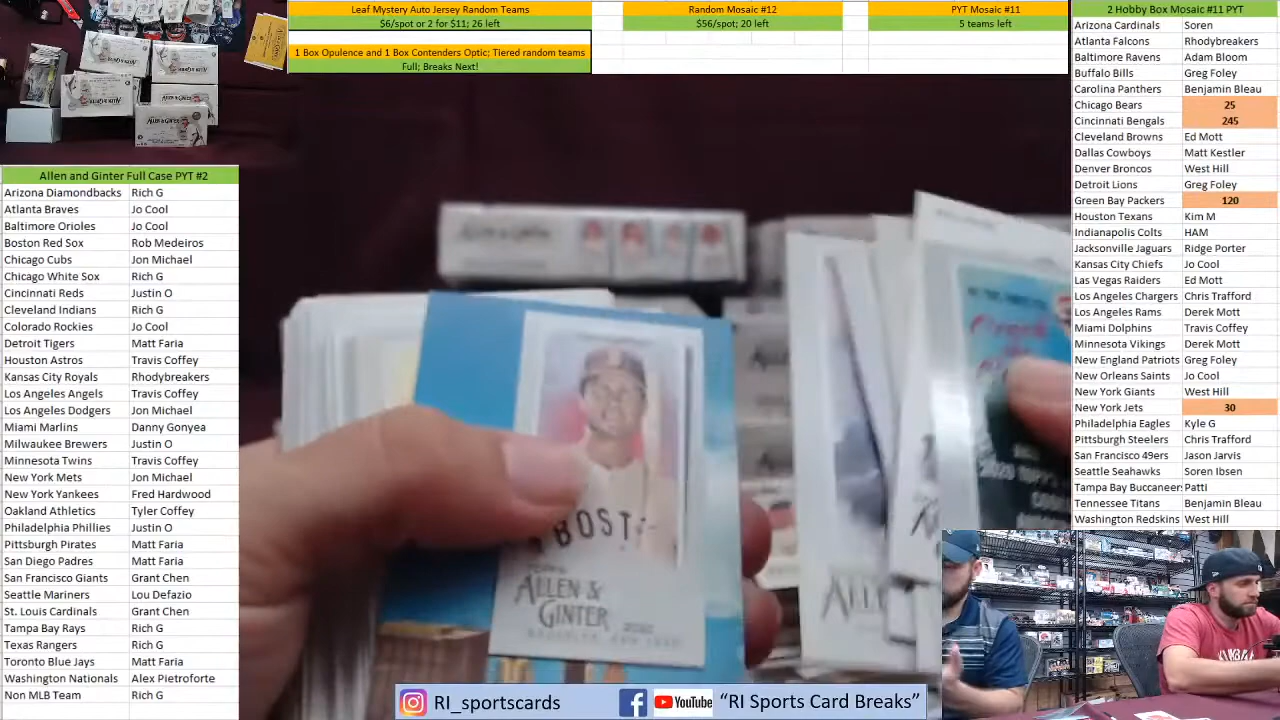 Leaf Mystery Auto Jersey Random Teams
$6/spot or 2 for $11; 26 left
1 Box Opulence and 1 Box Contenders Optic; Tiered random teams
Full; Breaks Next!
Random Mosaic #12
$56/spot; 20 left
PYT Mosaic #11
5 teams left
2 Hobby Box Mosaic #11 PYT
Arizona Cardinals Soren
Atlanta Falcons Rhodybreakers
Baltimore Ravens Adam Bloom
Buffalo Bills Greg Foley
Carolina Panthers Benjamin Bleau
Chicago Bears 25
Cincinnati Bengals 245
Cleveland Browns Ed Mott
Dallas Cowboys Matt Kestler
Denver Broncos West Hill
Detroit Lions Greg Foley
Green Bay Packers 120
Houston Texans Kim M
Indianapolis Colts HAM
Jacksonville Jaguars Ridge Porter
Kansas City Chiefs Jo Cool
Las Vegas Raiders Ed Mott
Los Angeles Chargers Chris Trafford
Los Angeles Rams Derek Mott
Miami Dolphins Travis Coffey
Minnesota Vikings Derek Mott
New England Patriots Greg Foley
New Orleans Saints Jo Cool
New York Giants West Hill
New York Jets 30
Philadelphia Eagles Kyle G
Pittsburgh Steelers Chris Trafford
San Francisco 49ers Jason Jarvis
Seattle Seahawks Soren Ibsen
Tampa Bay Buccaneers Patti
Tennessee Titans Benjamin Bleau
Washington Redskins West Hill
Allen and Ginter Full Case PYT #2
Arizona Diamondbacks Rich G
Atlanta Braves Jo Cool
Baltimore Orioles Jo Cool
Boston Red Sox Rob Medeiros
Chicago Cubs Jon Michael
Chicago White Sox Rich G
Cincinnati Reds Justin O
Cleveland Indians Rich G
Colorado Rockies Jo Cool
Detroit Tigers Matt Faria
Houston Astros Travis Coffey
Kansas City Royals Rhodybreakers
Los Angeles Angels Travis Coffey
Los Angeles Dodgers Jon Michael
Miami Marlins Danny Gonyea
Milwaukee Brewers Justin O
Minnesota Twins Travis Coffey
New York Mets Jon Michael
New York Yankees Fred Hardwood
Oakland Athletics Tyler Coffey
Philadelphia Phillies Justin O
Pittsburgh Pirates Matt Faria
San Diego Padres Matt Faria
San Francisco Giants Grant Chen
Seattle Mariners Lou Defazio
St. Louis Cardinals Grant Chen
Tampa Bay Rays Rich G
Texas Rangers Rich G
Toronto Blue Jays Matt Faria
Washington Nationals Alex Pietroforte
Non MLB Team Rich G
BOST
ALLEN &
GINTER
RI_sportscards
YouTube "RI Sports Card Breaks"